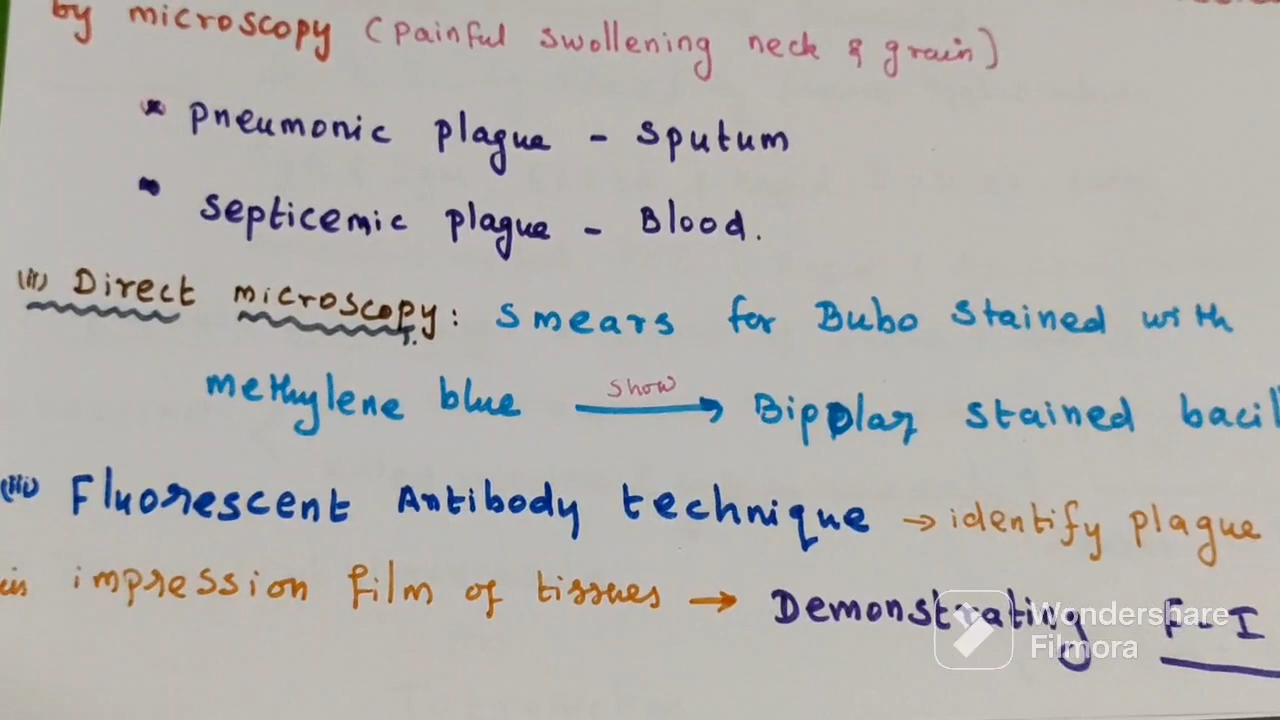 by microscopy (painful swollening neck & grain)
* pneumonic plague - Sputum
* Septicemic plague - Blood.
(ii) Direct microscopy: Smears for Bubo stained with
methylene blue show → Bipolar stained bacil
(iii) Fluorescent Antibody technique → identify plague
in impression film of tissues → Demonstrating F-I
Wondershare
Filmora